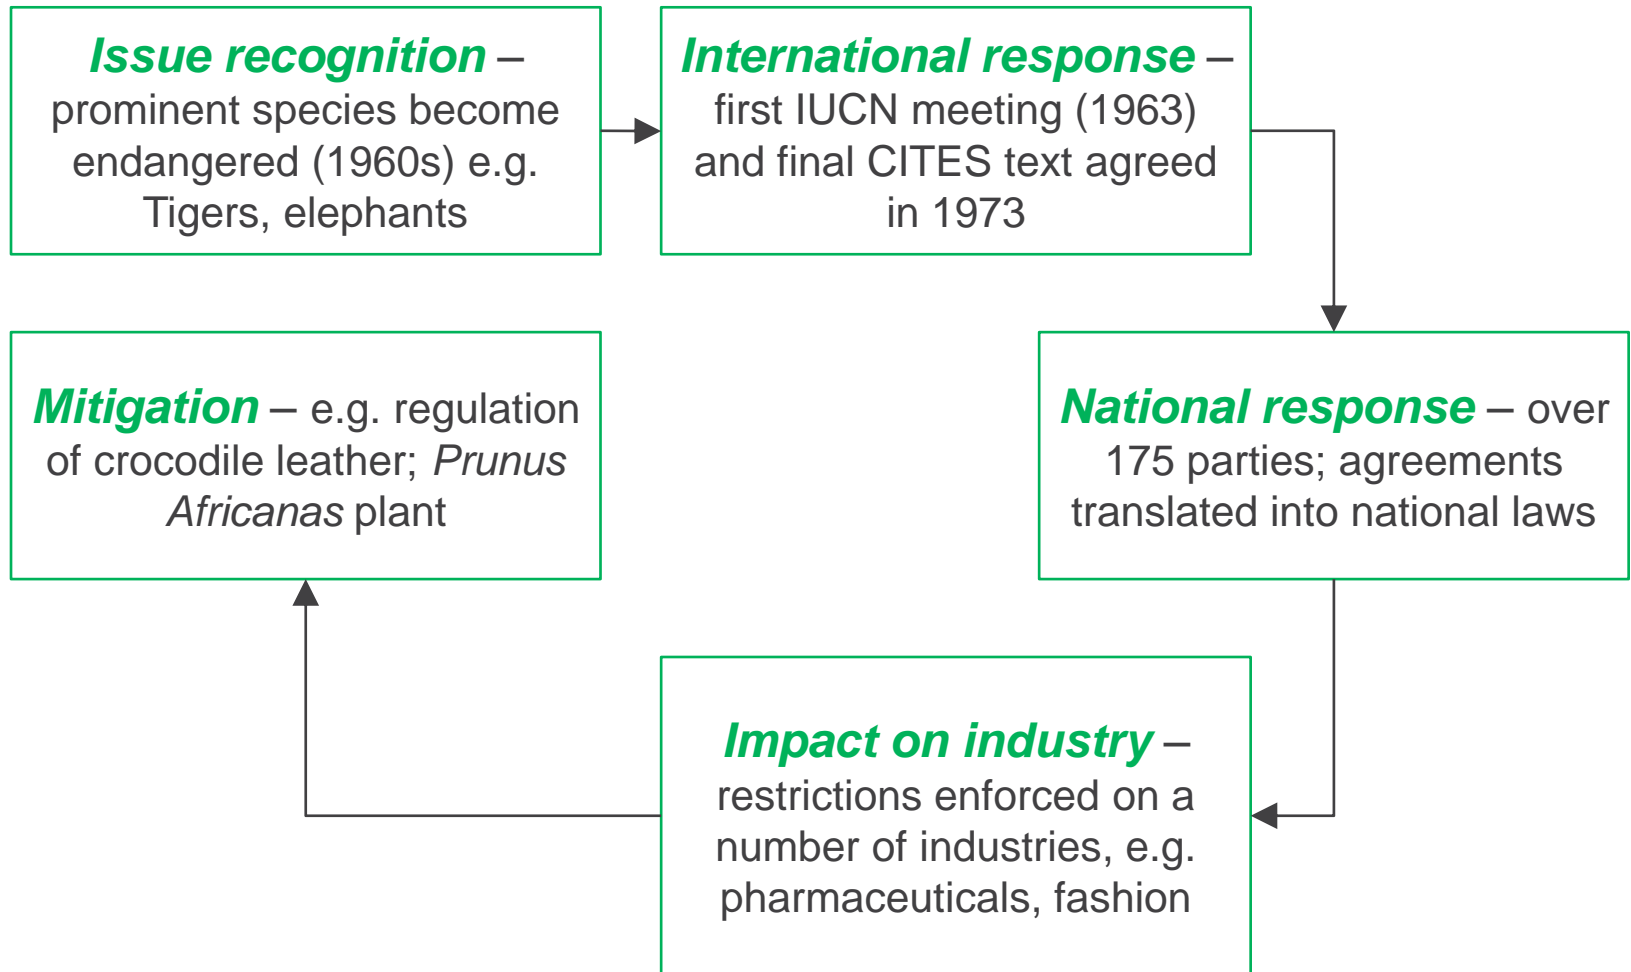 Issue recognition –
prominent species become
endangered (1960s) e.g.
Tigers, elephants
International response –
first IUCN meeting (1963)
and final CITES text agreed
in 1973
National response – over
175 parties; agreements
translated into national laws
Impact on industry –
restrictions enforced on a
number of industries, e.g.
pharmaceuticals, fashion
Mitigation – e.g. regulation
of crocodile leather; Prunus
Africanas plant